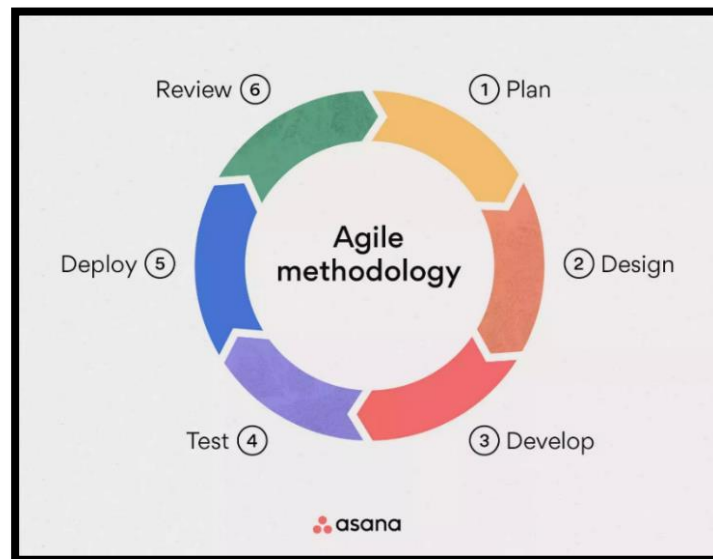 Review 6
1 Plan
Agile
methodology
Deploy 5
2 Design
Test 4
3 Develop
asana